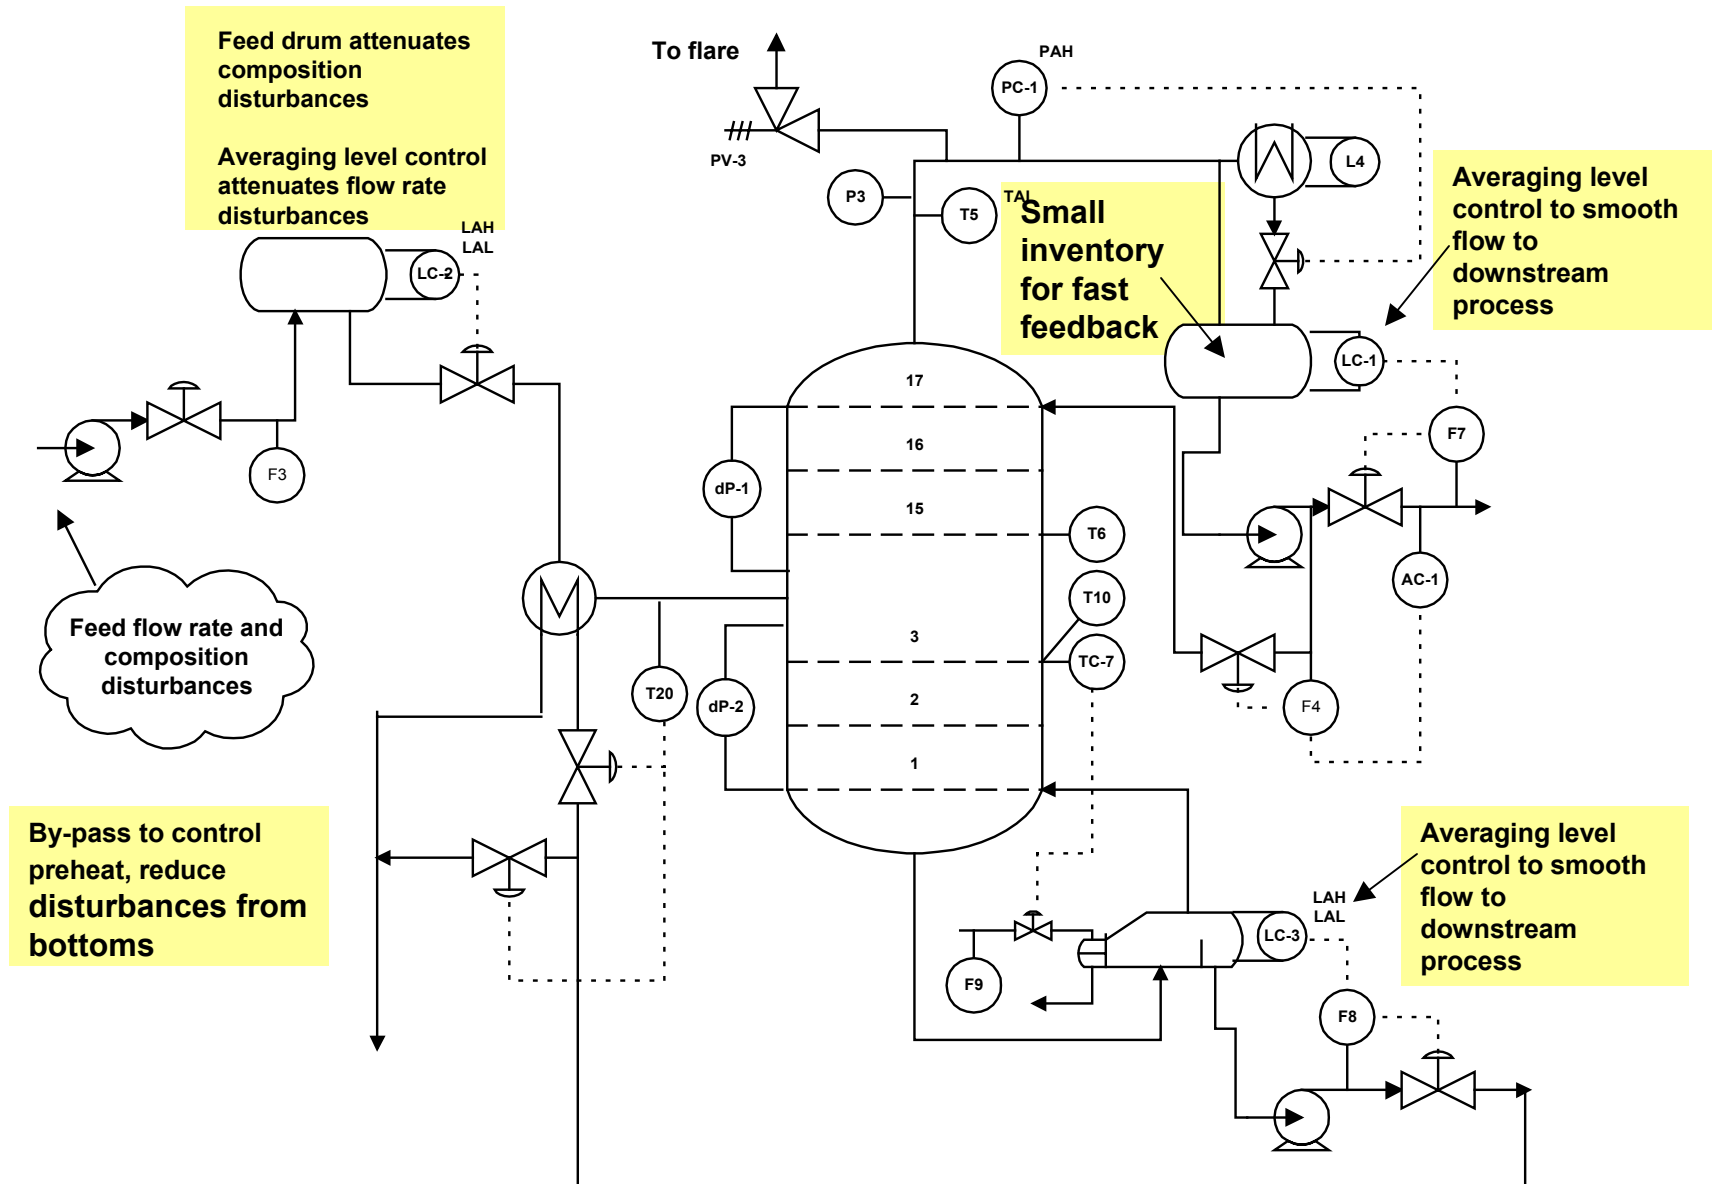 Feed drum attenuates
composition
disturbances
Averaging level control
attenuates flow rate
disturbances
LAH
LAL
LC-2
To flare
PV-3
PAH
PC-1
P3
T5
TAL
L4
Small
inventory
for fast
feedback
Averaging level
control to smooth
flow to
downstream
process
LC-1
F7
AC-1
F4
F3
Feed flow rate and
composition
disturbances
17
16
15
3
2
1
dP-1
dP-2
T6
T10
TC-7
T20
By-pass to control
preheat, reduce
disturbances from
bottoms
F9
LAH
LAL
LC-3
F8
Averaging level
control to smooth
flow to
downstream
process